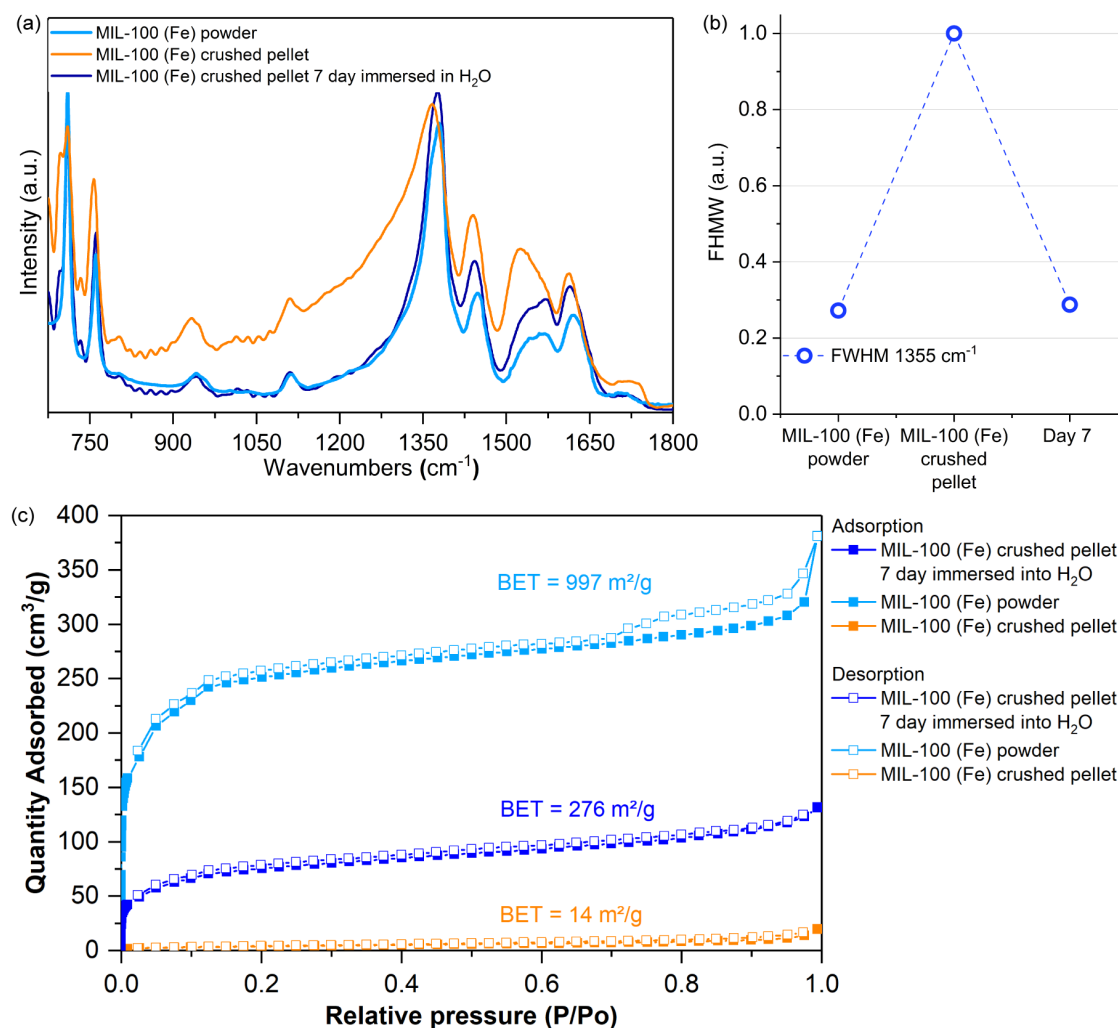 (a)
MIL-100 (Fe) powder
MIL-100 (Fe) crushed pellet
MIL-100 (Fe) crushed pellet 7 day immersed in H₂O
Intensity (a.u.)
750 900 1050 1200 1350 1500 1650 1800
Wavenumbers (cm⁻¹)
(b)
1.0
0.8
0.6
0.4
0.2
0.0
FHMW (a.u.)
FWHM 1355 cm⁻¹
MIL-100 (Fe) powder
MIL-100 (Fe) crushed pellet
Day 7
(c)
400
350
300
250
200
150
100
50
0
Quantity Adsorbed (cm³/g)
BET = 997 m²/g
BET = 276 m²/g
BET = 14 m²/g
0.0 0.2 0.4 0.6 0.8 1.0
Relative pressure (P/Po)
Adsorption
MIL-100 (Fe) crushed pellet
7 day immersed into H₂O
MIL-100 (Fe) powder
MIL-100 (Fe) crushed pellet
Desorption
MIL-100 (Fe) crushed pellet
7 day immersed into H₂O
MIL-100 (Fe) powder
MIL-100 (Fe) crushed pellet